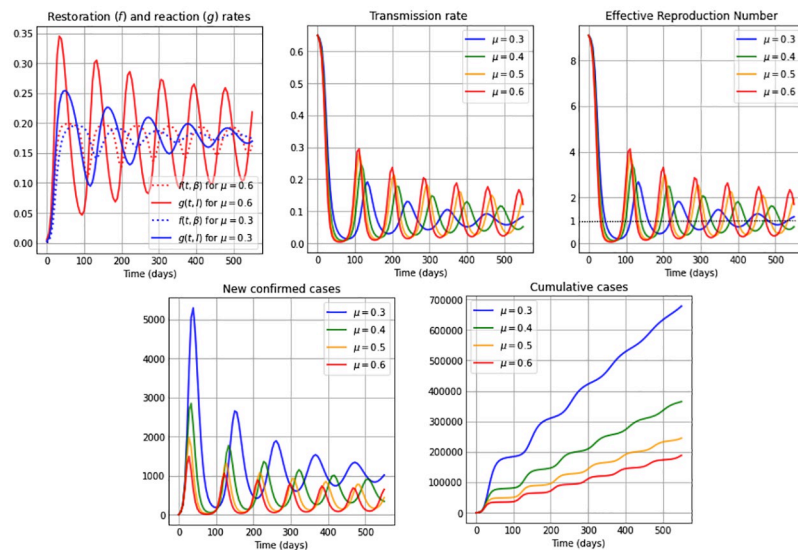 Restoration (f) and reaction (g) rates
0.35
0.30
0.25
0.20
0.15
0.10
0.05
0.00
f(t, β) for μ = 0.6
g(t, I) for μ = 0.6
f(t, β) for μ = 0.3
g(t, I) for μ = 0.3
0 100 200 300 400 500
Time (days)
Transmission rate
0.6
0.5
0.4
0.3
0.2
0.1
0.0
μ = 0.3
μ = 0.4
μ = 0.5
μ = 0.6
0 100 200 300 400 500
Time (days)
Effective Reproduction Number
8
6
4
2
1
0
μ = 0.3
μ = 0.4
μ = 0.5
μ = 0.6
0 100 200 300 400 500
Time (days)
New confirmed cases
5000
4000
3000
2000
1000
0
μ = 0.3
μ = 0.4
μ = 0.5
μ = 0.6
0 100 200 300 400 500
Time (days)
Cumulative cases
700000
600000
500000
400000
300000
200000
100000
0
μ = 0.3
μ = 0.4
μ = 0.5
μ = 0.6
0 100 200 300 400 500
Time (days)